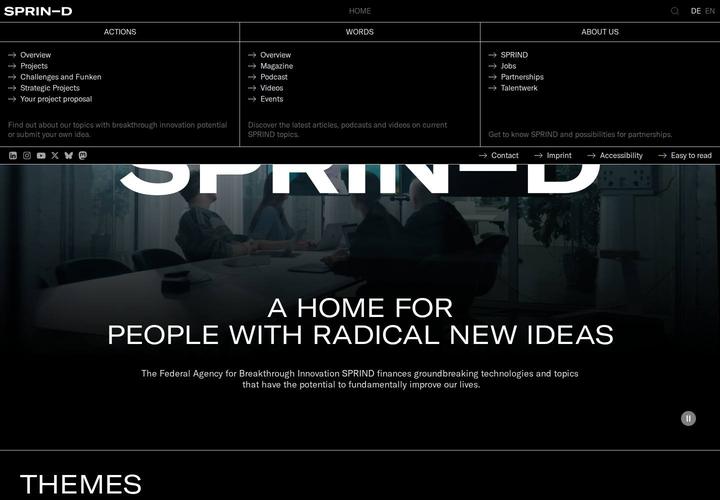 SPRIN–D
HOME
DE EN
ACTIONS
Overview
Projects
Challenges and Funken
Strategic Projects
Your project proposal
Find out about our topics with breakthrough innovation potential
or submit your own idea.
WORDS
Overview
Magazine
Podcast
Videos
Events
Discover the latest articles, podcasts and videos on current
SPRIND topics.
ABOUT US
SPRIND
Jobs
Partnerships
Talentwerk
Get to know SPRIND and possibilities for partnerships.
Contact
Imprint
Accessibility
Easy to read
SPRIN–D
A HOME FOR
PEOPLE WITH RADICAL NEW IDEAS
The Federal Agency for Breakthrough Innovation SPRIND finances groundbreaking technologies and topics
that have the potential to fundamentally improve our lives.
THEMES